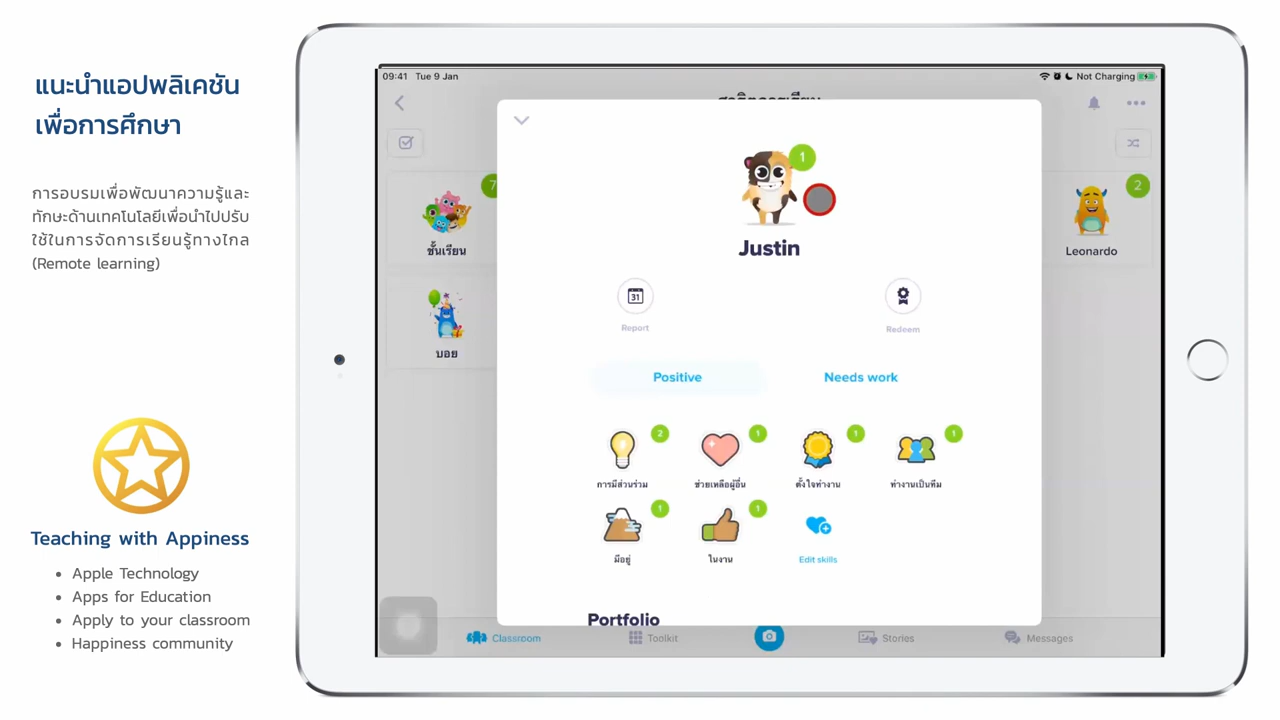 แนะนำแอปพลิเคชัน
เพื่อการศึกษา
การอบรมเพื่อพัฒนาความรู้และ
ทักษะด้านเทคโนโลยีเพื่อนำไปปรับ
ใช้ในการจัดการเรียนรู้ทางไกล
(Remote learning)
Teaching with Appiness
Apple Technology
Apps for Education
Apply to your classroom
Happiness community
09:41 Tue 9 Jan
Not Charging
7
ชั้นเรียน
บอย
1
Justin
2
Leonardo
31
Report
Redeem
Positive
Needs work
2
1
1
1
การมีส่วนร่วม
ช่วยเหลือผู้อื่น
ตั้งใจทำงาน
ทำงานเป็นทีม
1
1
มีอยู่
ในงาน
Edit skills
Portfolio
Classroom
Toolkit
Stories
Messages